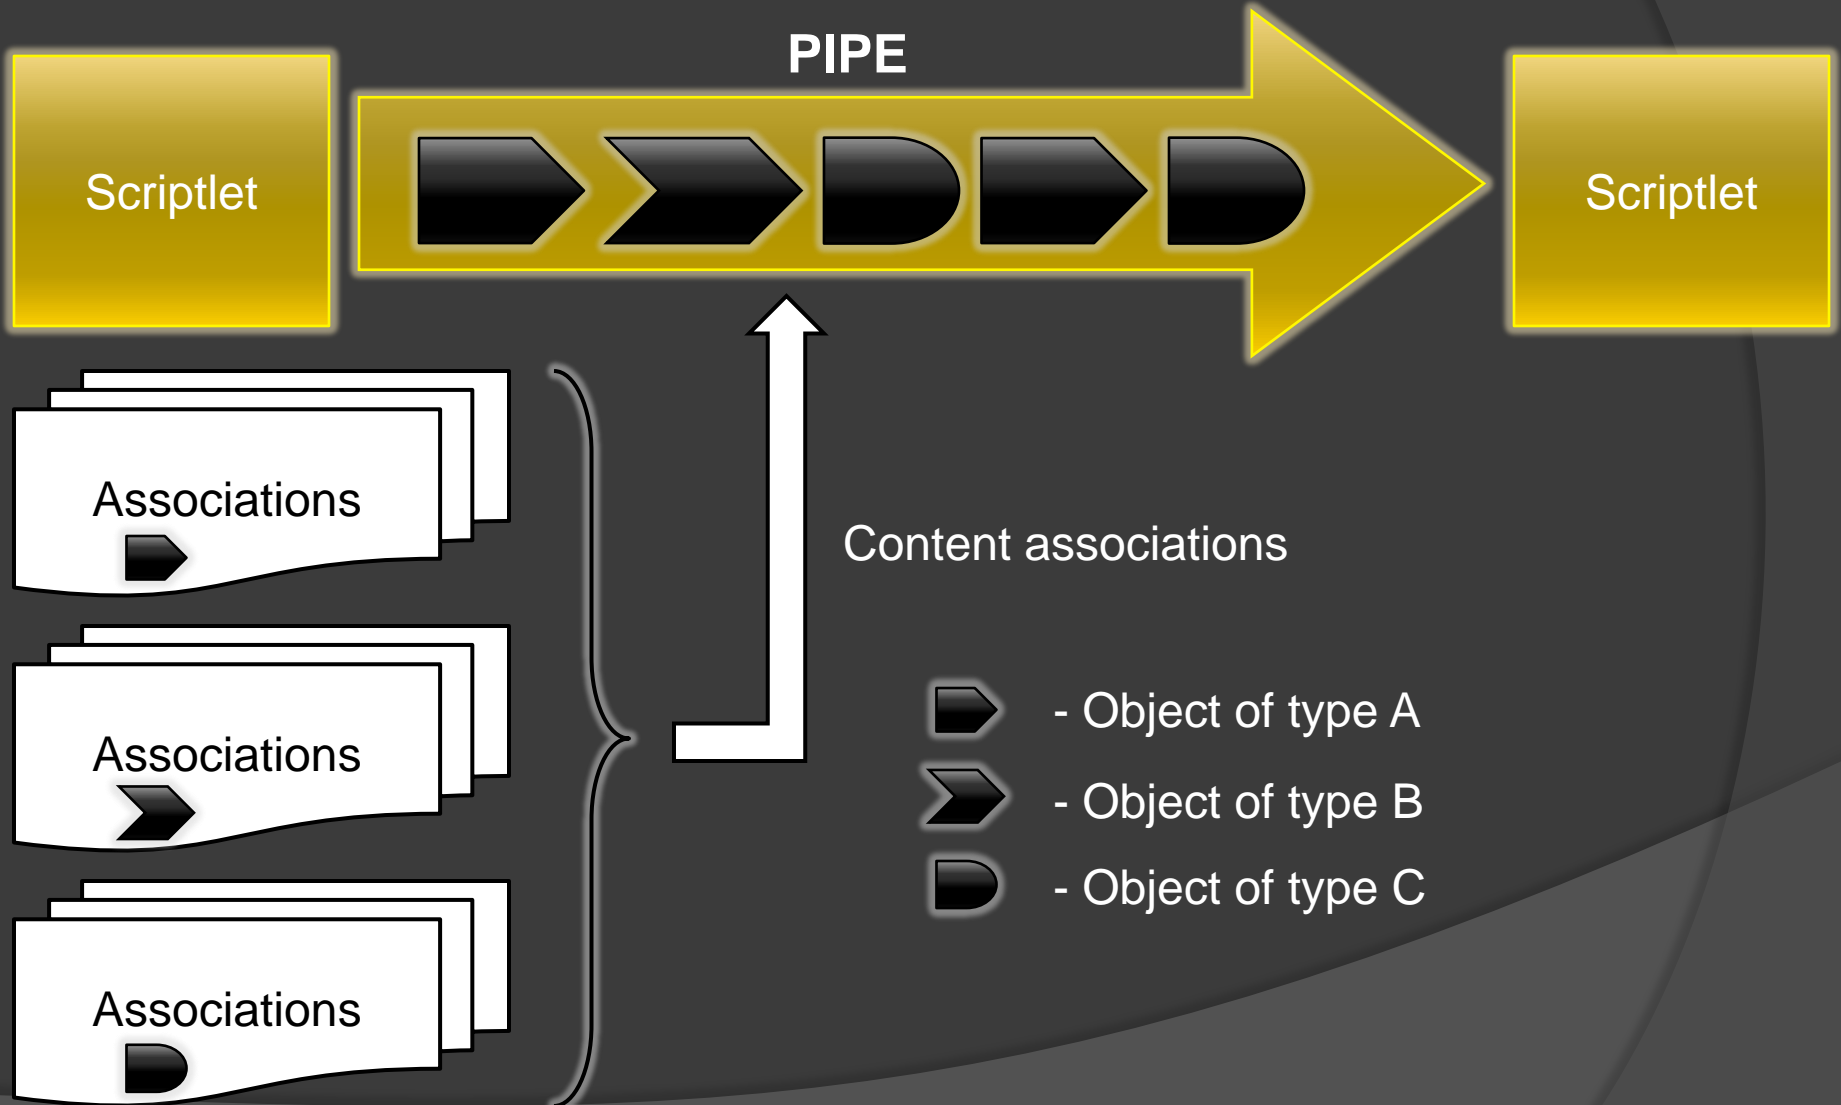 PIPE
Scriptlet
Scriptlet
Associations
Content associations
- Object of type A
Associations
- Object of type B
- Object of type C
Associations